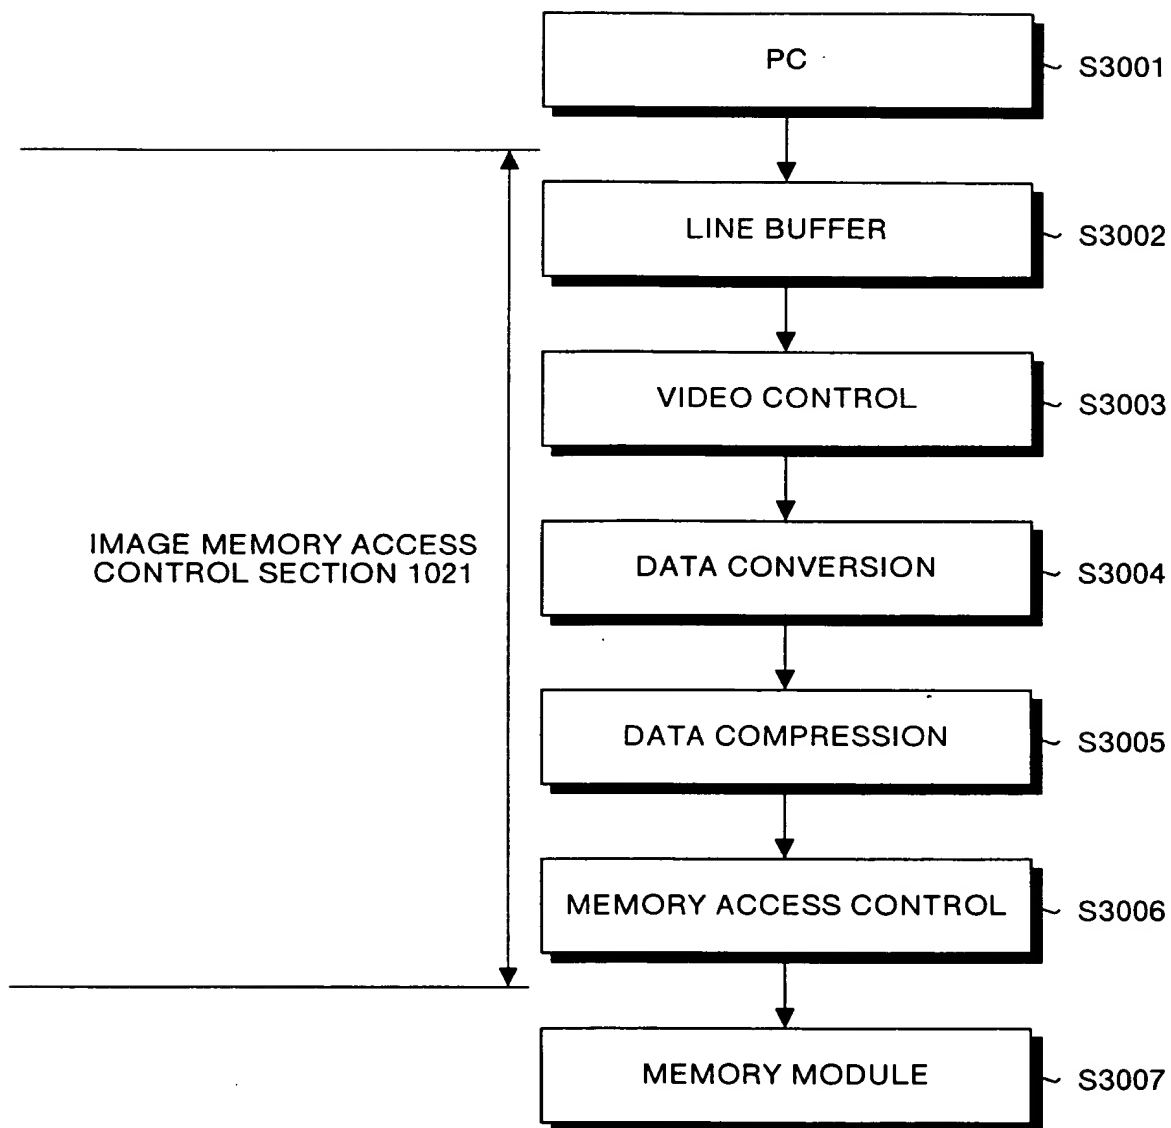 PC
S3001
LINE BUFFER
S3002
VIDEO CONTROL
S3003
IMAGE MEMORY ACCESS
CONTROL SECTION 1021
DATA CONVERSION
S3004
DATA COMPRESSION
S3005
MEMORY ACCESS CONTROL
S3006
MEMORY MODULE
S3007